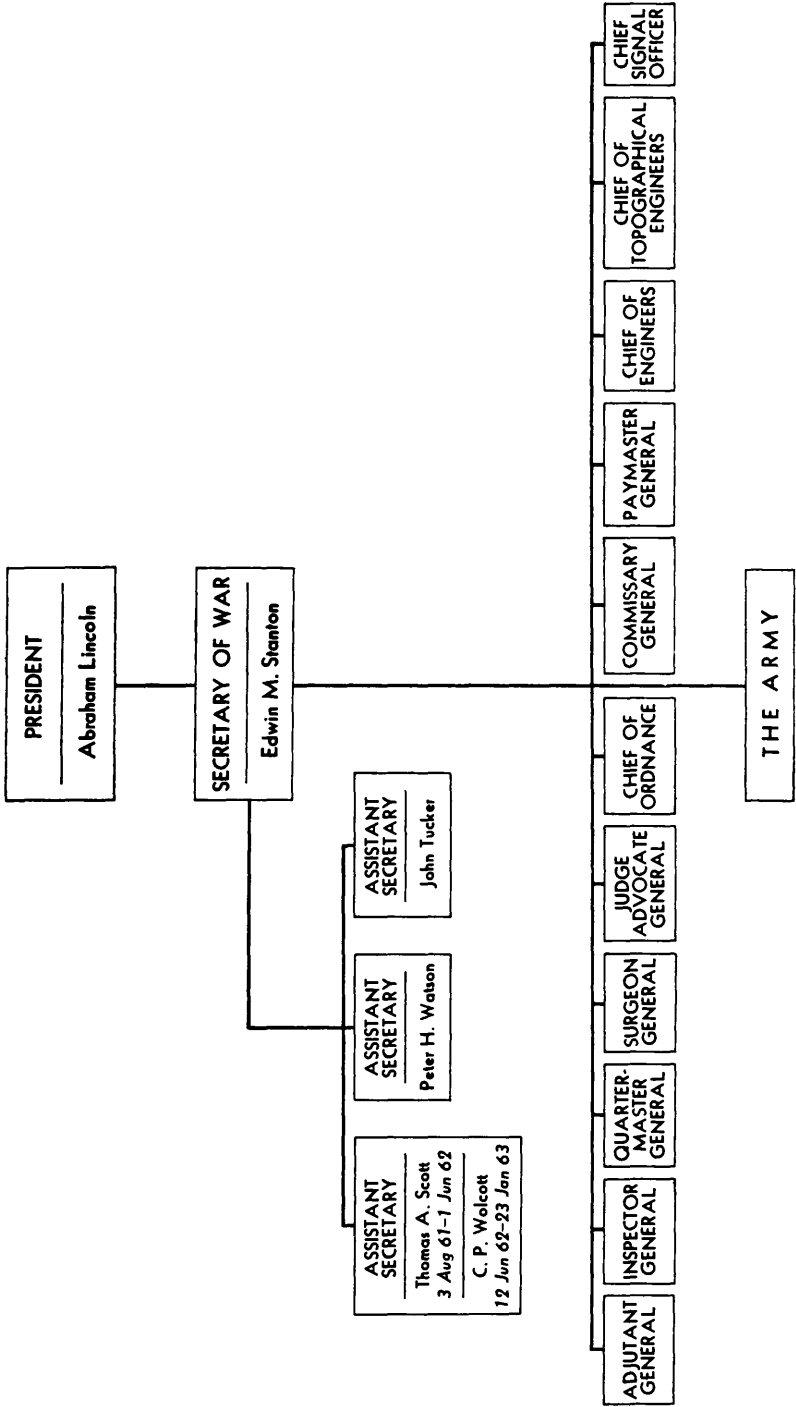 PRESIDENT
Abraham Lincoln
SECRETARY OF WAR
Edwin M. Stanton
ASSISTANT
SECRETARY
Thomas A. Scott
3 Aug 61–1 Jun 62
C. P. Wolcott
12 Jun 62–23 Jan 63
ASSISTANT
SECRETARY
Peter H. Watson
ASSISTANT
SECRETARY
John Tucker
ADJUTANT
GENERAL
INSPECTOR
GENERAL
QUARTER-
MASTER
GENERAL
SURGEON
GENERAL
JUDGE
ADVOCATE
GENERAL
CHIEF OF
ORDNANCE
COMMISSARY
GENERAL
PAYMASTER
GENERAL
CHIEF OF
ENGINEERS
CHIEF OF
TOPOGRAPHICAL
ENGINEERS
CHIEF
SIGNAL
OFFICER
THE ARMY